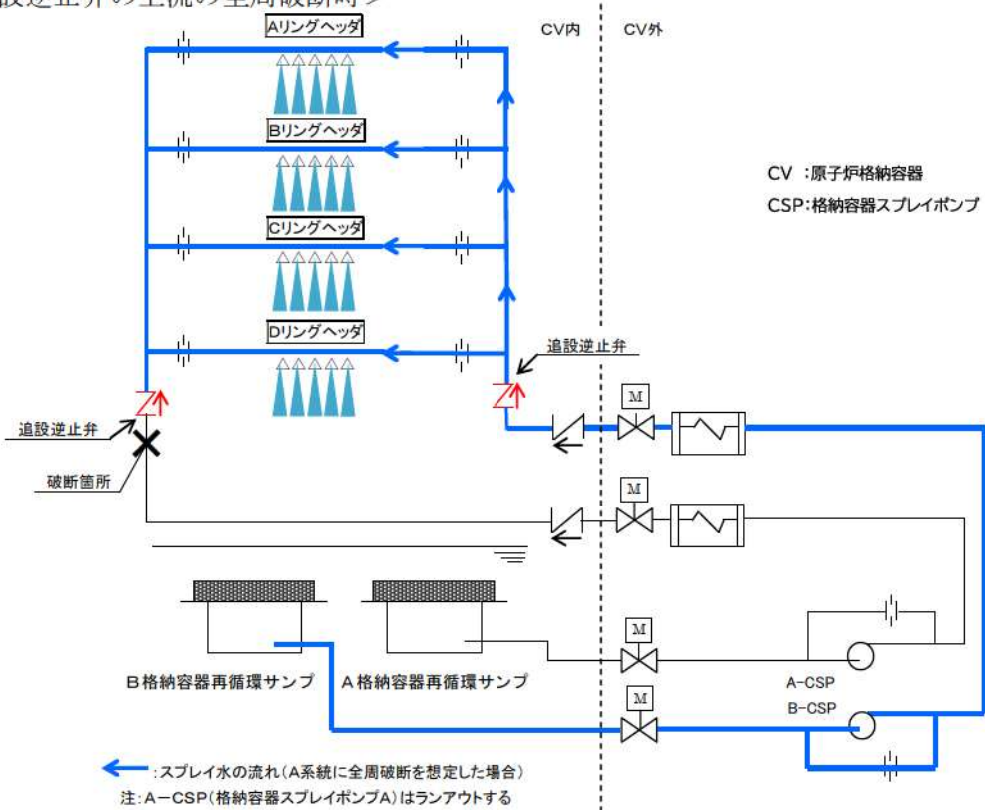 設逆止弁の上流の全周破断時>
Aリングヘッダ
CV内
CV外
Bリングヘッダ
CV :原子炉格納容器
CSP:格納容器スプレイポンプ
Cリングヘッダ
Dリングヘッダ
追設逆止弁
M
追設逆止弁
破断箇所
M
M
B格納容器再循環サンプ
A格納容器再循環サンプ
A-CSP
B-CSP
M
:スプレイ水の流れ(A系統に全周破断を想定した場合)
注:A-CSP(格納容器スプレイポンプA)はランアウトする